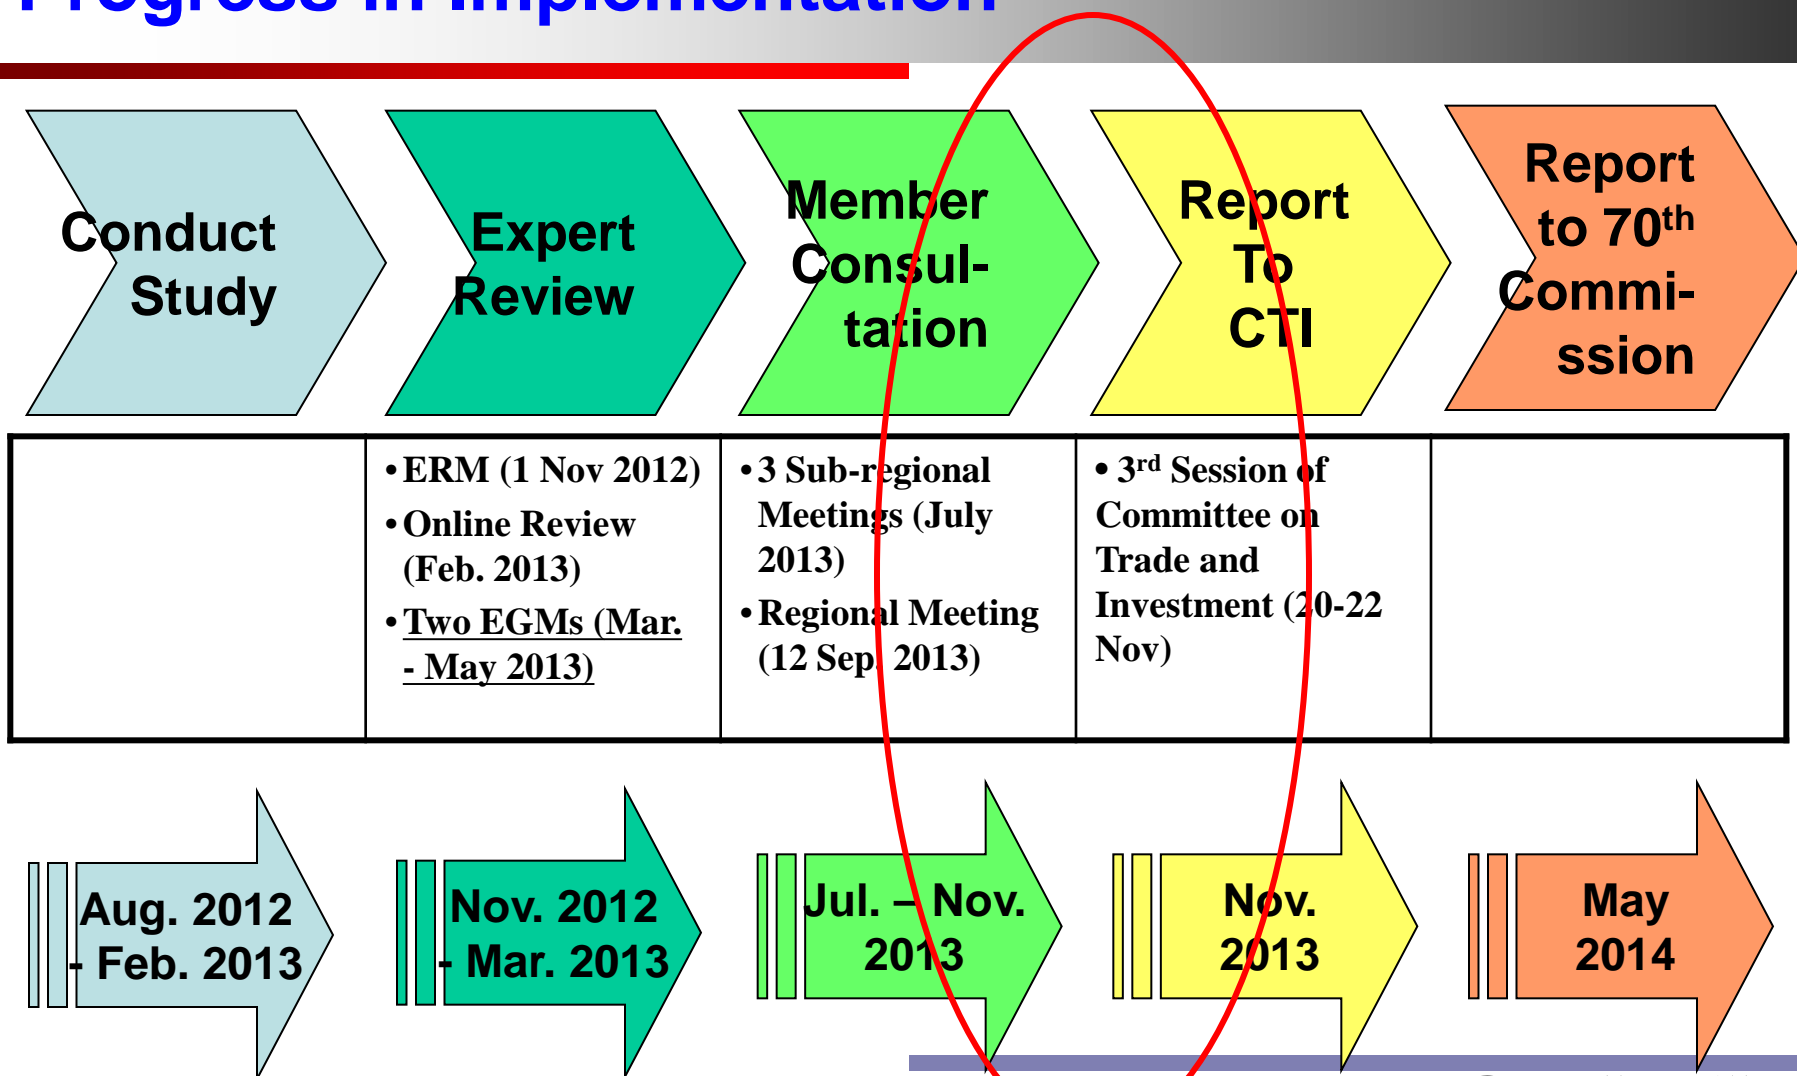 Progress in Implementation
Conduct
Study
Expert
Review
Member
Consul-
tation
Report
To
CTI
Report
to 70th
Commi-
ssion
• ERM (1 Nov 2012)
• Online Review
(Feb. 2013)
• Two EGMs (Mar.
- May 2013)
• 3 Sub-regional
Meetings (July
2013)
• Regional Meeting
(12 Sep. 2013)
• 3rd Session of
Committee on
Trade and
Investment (20-22
Nov)
Aug. 2012
- Feb. 2013
Nov. 2012
- Mar. 2013
Jul. – Nov.
2013
Nov.
2013
May
2014